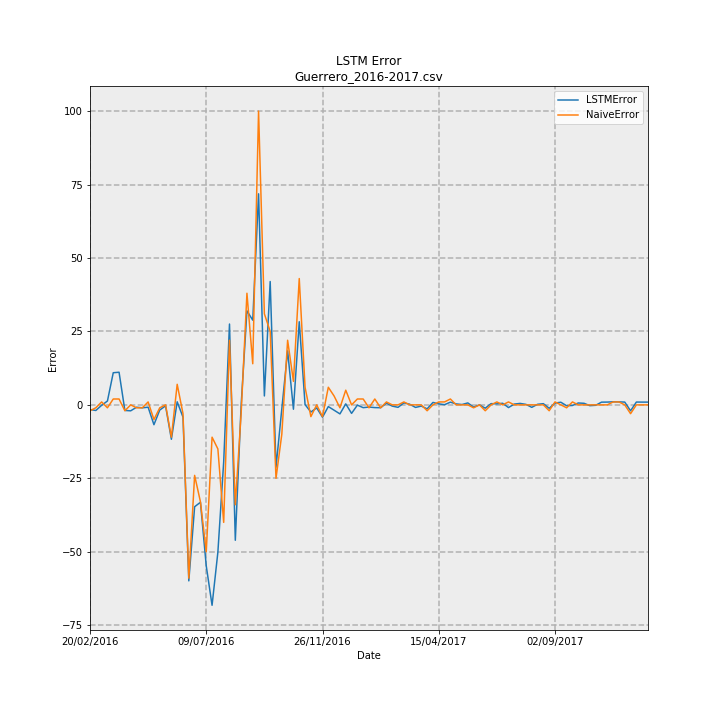 LSTM Error
Guerrero_2016-2017.csv
LSTMError
NaiveError
100
75
50
25
0
−25
−50
−75
Error
20/02/2016
09/07/2016
26/11/2016
15/04/2017
02/09/2017
Date